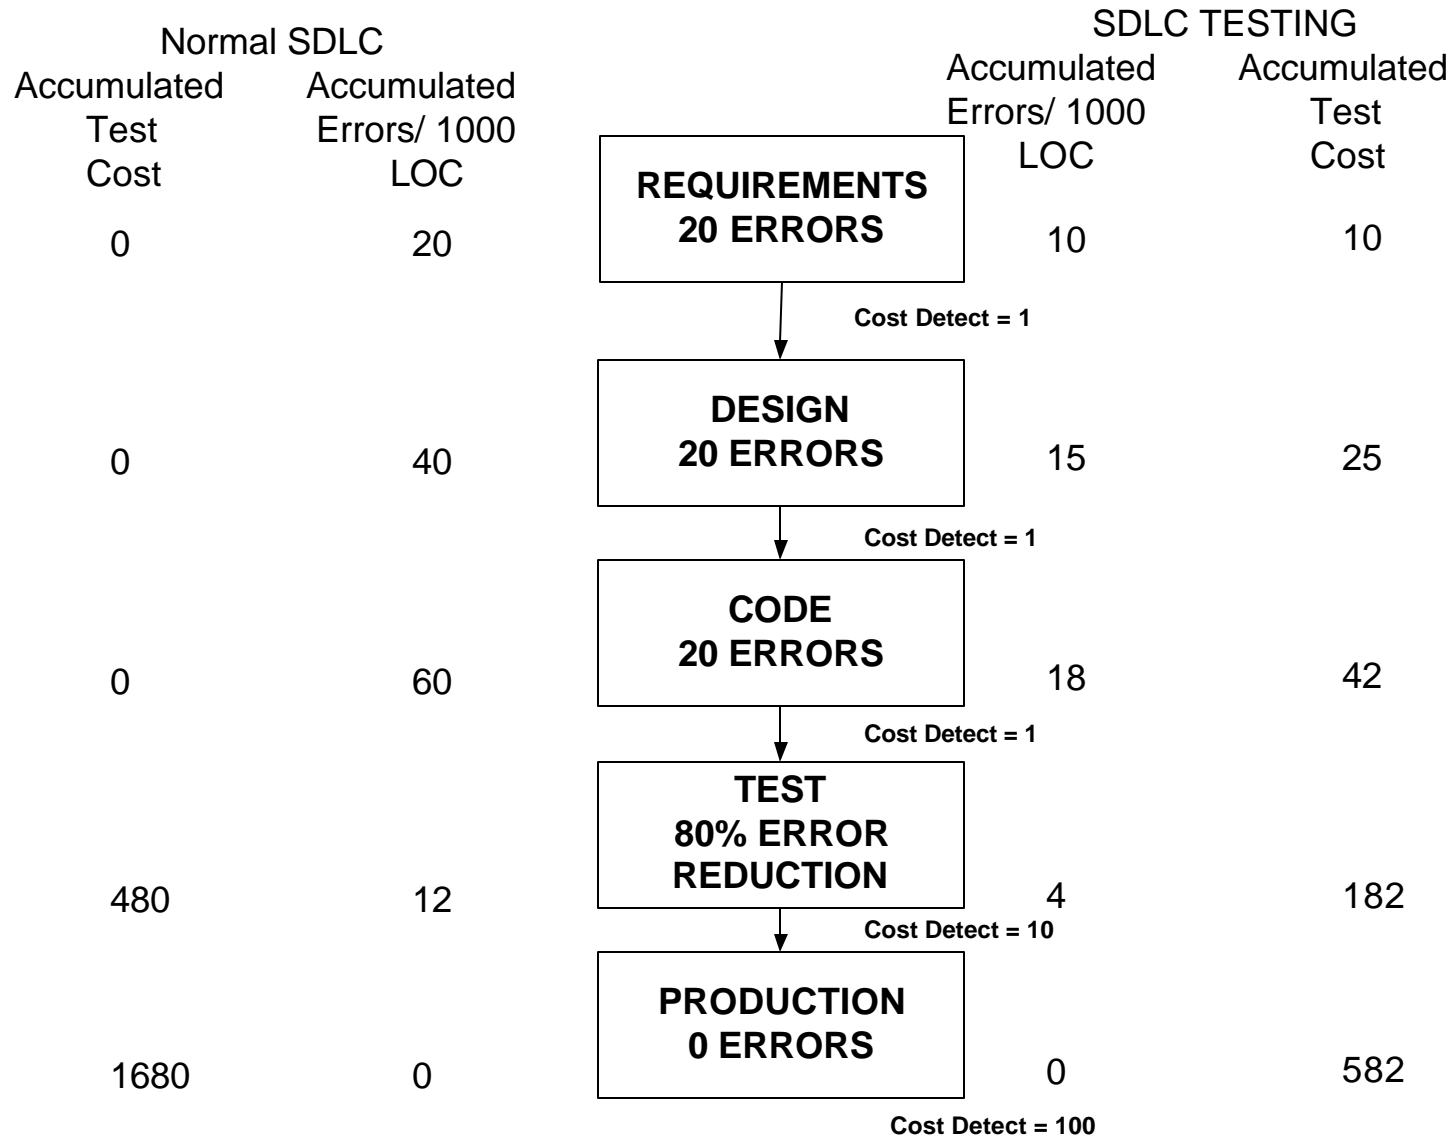 Normal SDLC
SDLC TESTING
Accumulated
Test
Cost
Accumulated
Errors/ 1000
LOC
Accumulated
Errors/ 1000
LOC
Accumulated
Test
Cost
REQUIREMENTS
20 ERRORS
0
20
10
10
Cost Detect = 1
DESIGN
20 ERRORS
0
40
15
25
Cost Detect = 1
CODE
20 ERRORS
0
60
18
42
Cost Detect = 1
TEST
80% ERROR
REDUCTION
480
12
4
182
Cost Detect = 10
PRODUCTION
0 ERRORS
1680
0
0
582
Cost Detect = 100